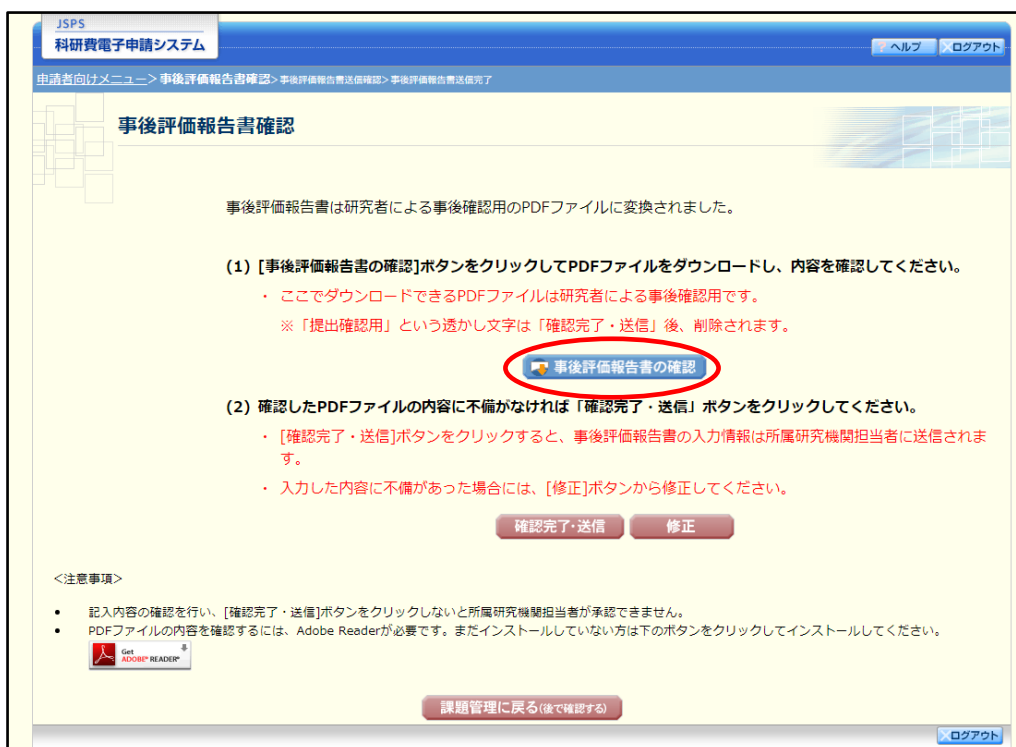 JSPS
科研費電子申請システム
? ヘルプ ログアウト
申請者向けメニュー>事後評価報告書確認>事後評価報告書送信確認>事後評価報告書送信完了
事後評価報告書確認
事後評価報告書は研究者による事後確認用のPDFファイルに変換されました。
(1) [事後評価報告書の確認]ボタンをクリックしてPDFファイルをダウンロードし、内容を確認してください。
・ ここでダウンロードできるPDFファイルは研究者による事後確認用です。
※「提出確認用」という透かし文字は「確認完了・送信」後、削除されます。
事後評価報告書の確認
(2) 確認したPDFファイルの内容に不備がなければ「確認完了・送信」ボタンをクリックしてください。
・ [確認完了・送信]ボタンをクリックすると、事後評価報告書の入力情報は所属研究機関担当者に送信されま
す。
・ 入力した内容に不備があった場合には、[修正]ボタンから修正してください。
確認完了・送信 修正
<注意事項>
• 記入内容の確認を行い、[確認完了・送信]ボタンをクリックしないと所属研究機関担当者が承認できません。
• PDFファイルの内容を確認するには、Adobe Readerが必要です。まだインストールしていない方は下のボタンをクリックしてインストールしてください。
Get
ADOBE® READER®
課題管理に戻る(後で確認する)
ログアウト